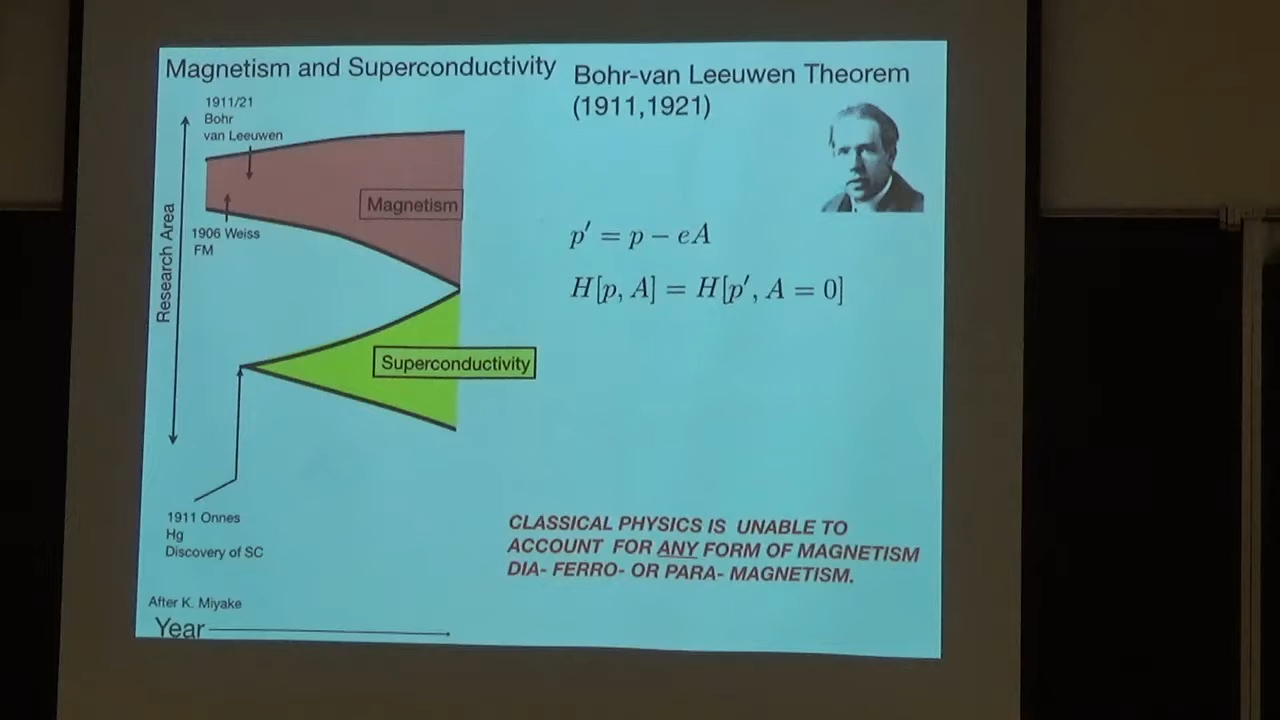 Magnetism and Superconductivity
Bohr-van Leeuwen Theorem
(1911,1921)
1911/21
Bohr
van Leeuwen
Research Area
Magnetism
1906 Weiss
FM
p′ = p − eA
H[p, A] = H[p′, A = 0]
Superconductivity
1911 Onnes
Hg
Discovery of SC
CLASSICAL PHYSICS IS UNABLE TO
ACCOUNT FOR ANY FORM OF MAGNETISM
DIA- FERRO- OR PARA- MAGNETISM.
After K. Miyake
Year